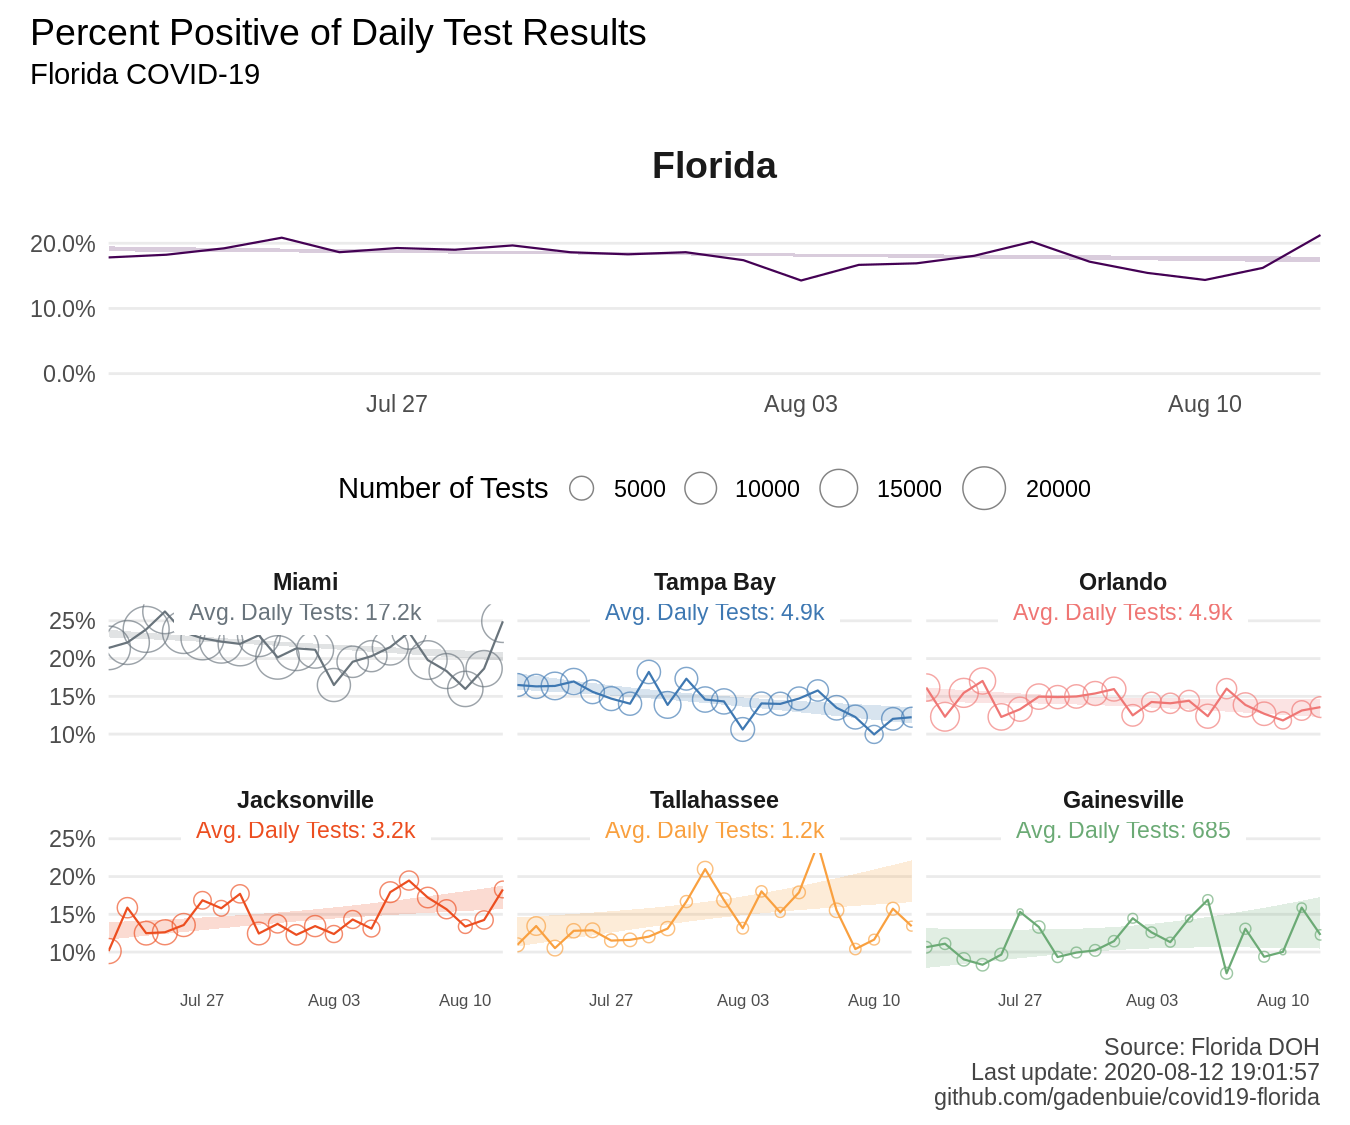 Percent Positive of Daily Test Results
Florida COVID-19
Florida
20.0%
10.0%
0.0%
Jul 27 Aug 03 Aug 10
Number of Tests 5000 10000 15000 20000
Miami Tampa Bay Orlando
Avg. Daily Tests: 17.2k Avg. Daily Tests: 4.9k Avg. Daily Tests: 4.9k
25%
20%
15%
10%
Jacksonville Tallahassee Gainesville
Avg. Daily Tests: 3.2k Avg. Daily Tests: 1.2k Avg. Daily Tests: 685
25%
20%
15%
10%
Jul 27 Aug 03 Aug 10 Jul 27 Aug 03 Aug 10 Jul 27 Aug 03 Aug 10
Source: Florida DOH
Last update: 2020-08-12 19:01:57
github.com/gadenbuie/covid19-florida